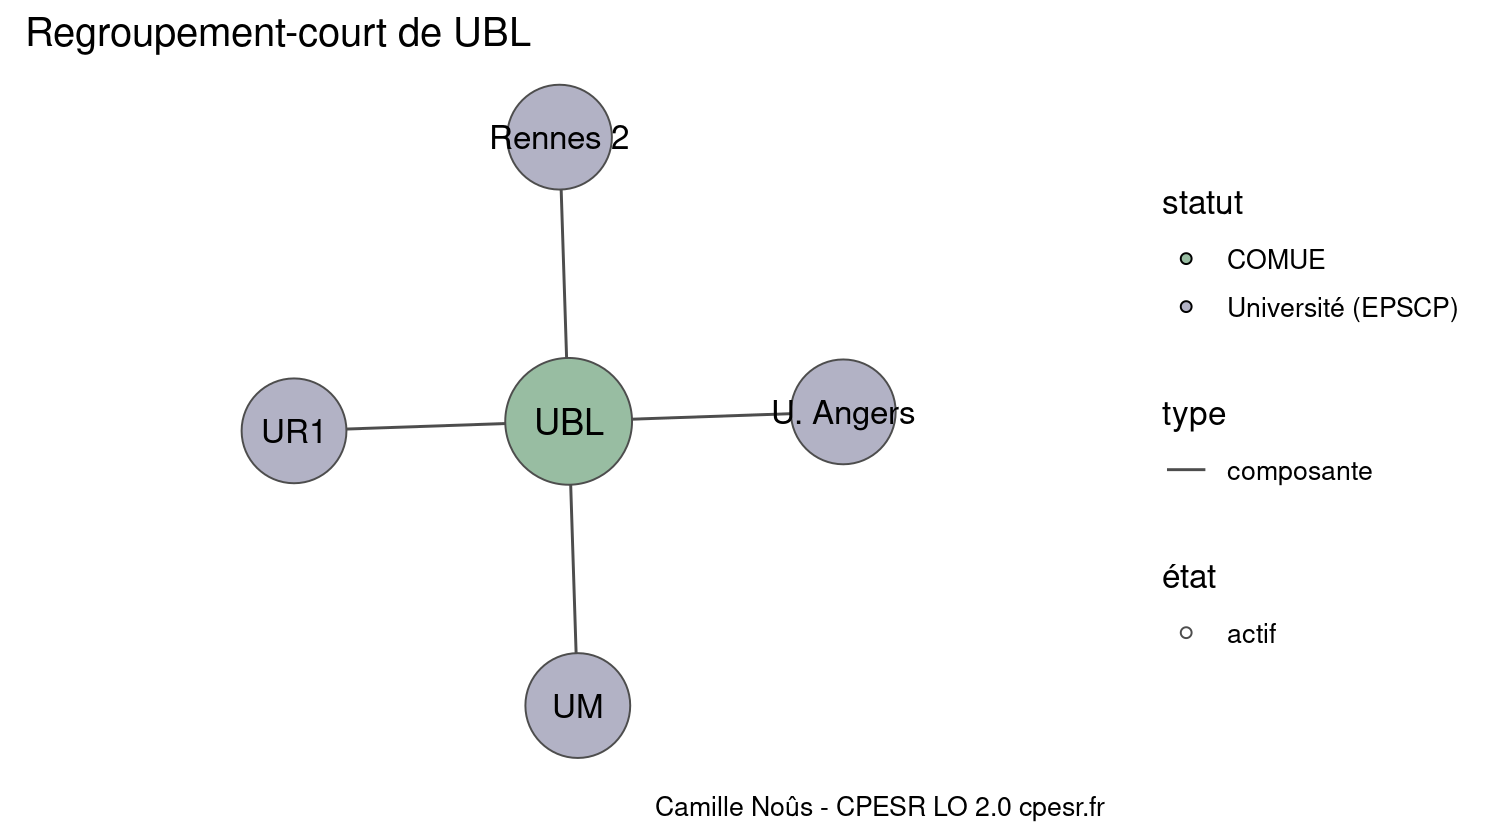 Regroupement-court de UBL
Rennes 2
UR1
UBL
U. Angers
UM
statut
COMUE
Université (EPSCP)
type
composante
état
actif
Camille Noûs - CPESR LO 2.0 cpesr.fr